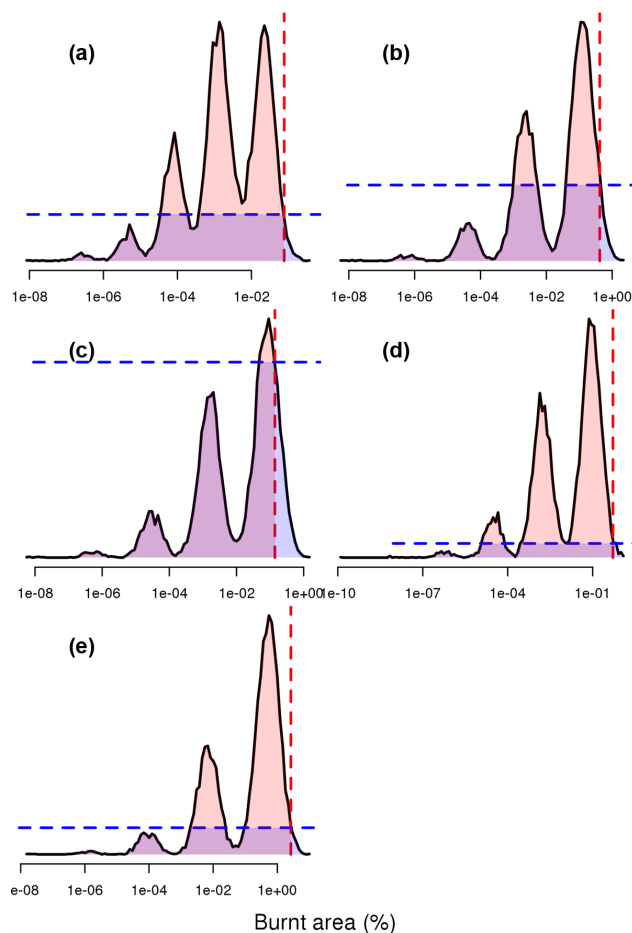 (a)
(b)
1e-08 1e-06 1e-04 1e-02
1e-08 1e-06 1e-04 1e-02 1e+00
(c)
(d)
1e-08 1e-06 1e-04 1e-02 1e+00
1e-10 1e-07 1e-04 1e-01
(e)
e-08 1e-06 1e-04 1e-02 1e+00
Burnt area (%)